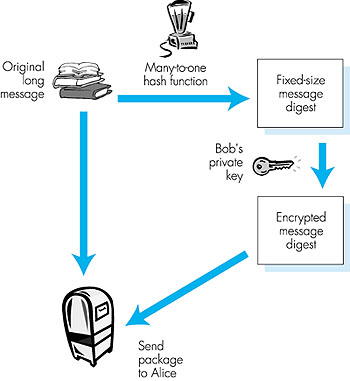 Original
long
message
Many-to-one
hash function
Fixed-size
message
digest
Bob's
private
key
Encrypted
message
digest
Send
package
to Alice